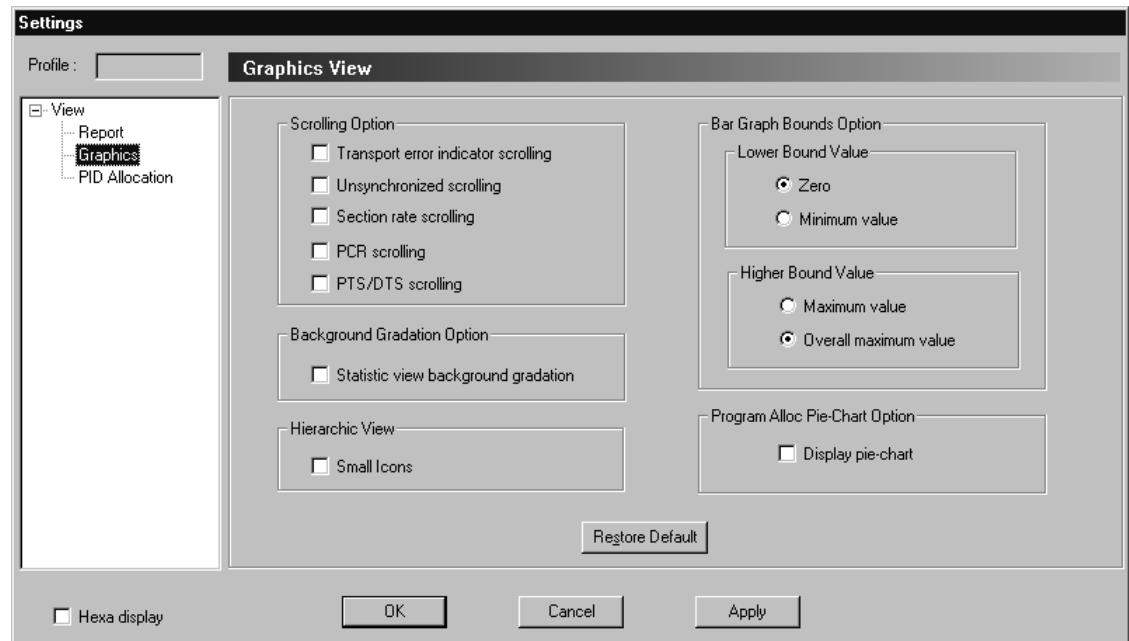 Settings
Profile :
Graphics View
View
Report
Graphics
PID Allocation
Scrolling Option
Transport error indicator scrolling
Unsynchronized scrolling
Section rate scrolling
PCR scrolling
PTS/DTS scrolling
Background Gradation Option
Statistic view background gradation
Hierarchic View
Small Icons
Bar Graph Bounds Option
Lower Bound Value
Zero
Minimum value
Higher Bound Value
Maximum value
Overall maximum value
Program Alloc Pie-Chart Option
Display pie-chart
Restore Default
Hexa display
OK
Cancel
Apply